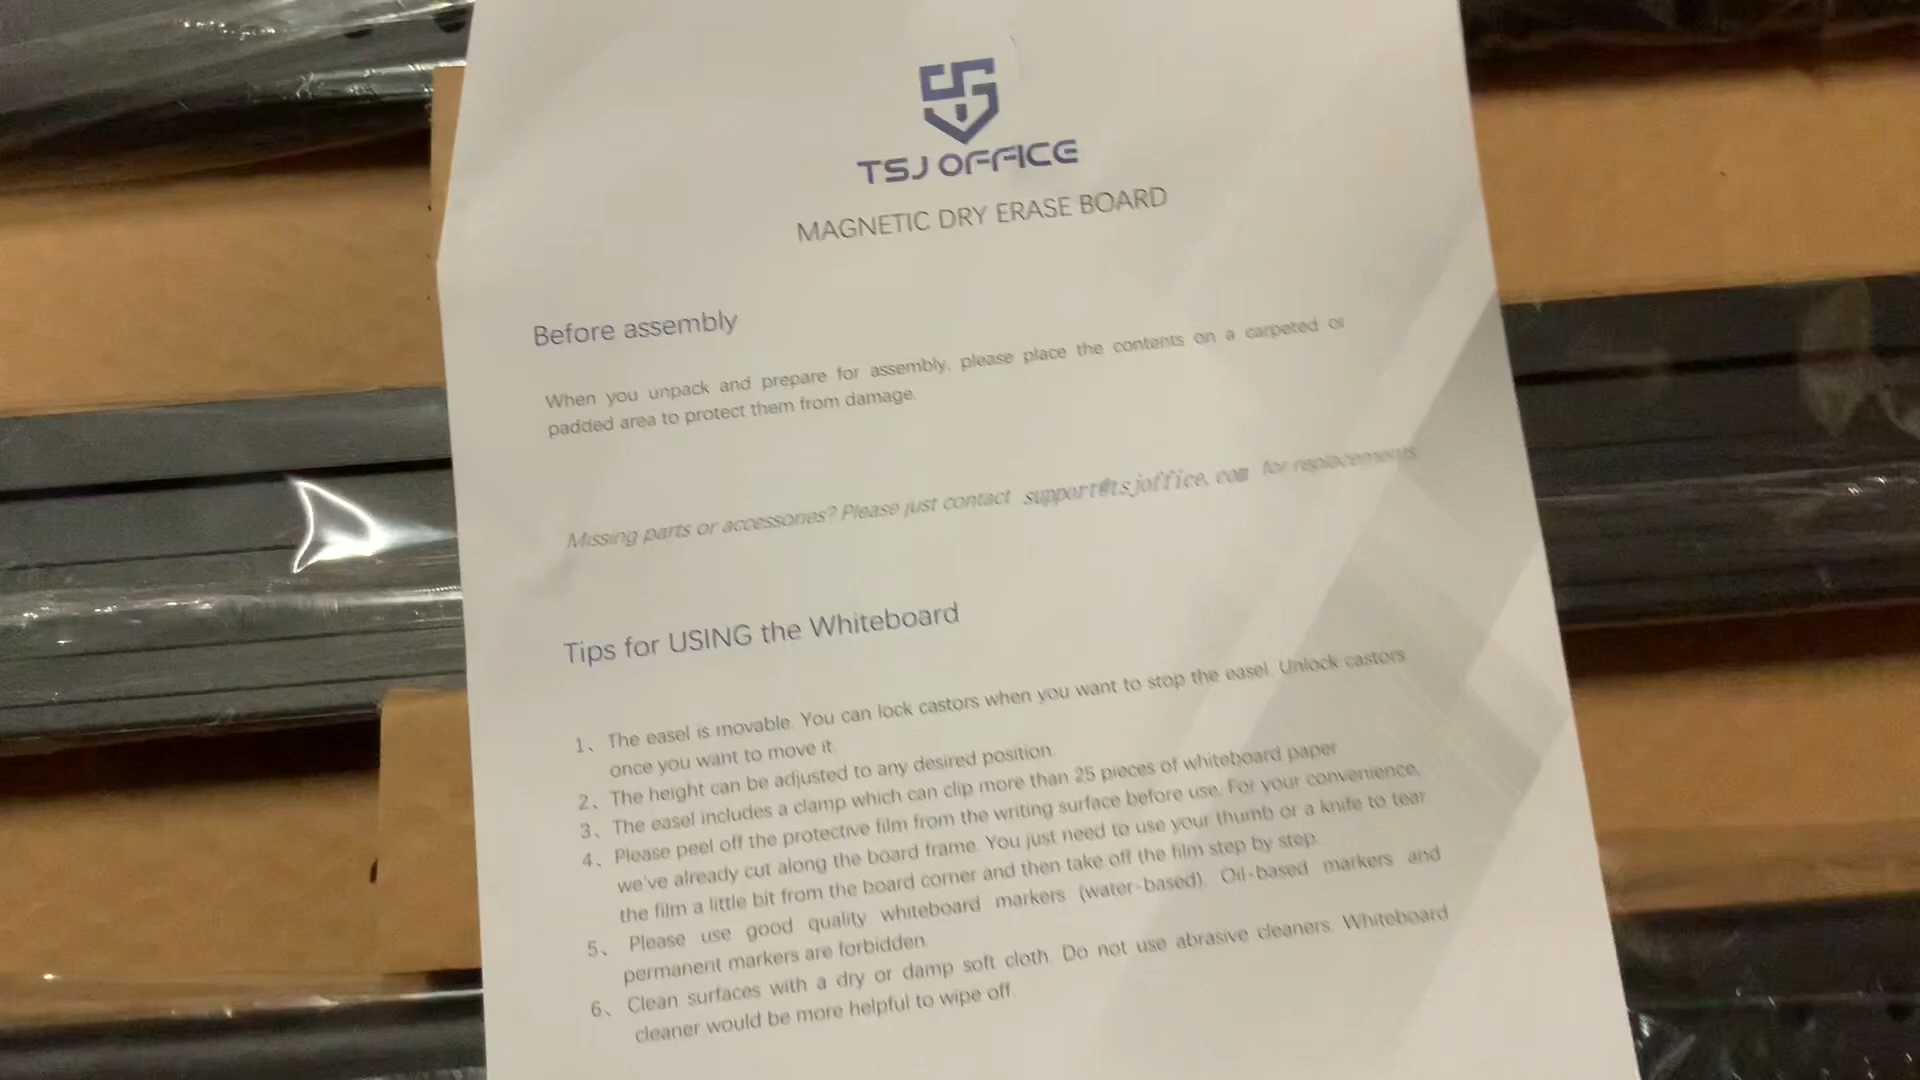 TSJ OFFICE
MAGNETIC DRY ERASE BOARD
Before assembly
When you unpack and prepare for assembly, please place the contents on a carpeted or
padded area to protect them from damage.
Missing parts or accessories? Please just contact support@tsjoffice.com for replacements.
Tips for USING the Whiteboard
1、 The easel is movable. You can lock castors when you want to stop the easel. Unlock castors
once you want to move it.
2、 The height can be adjusted to any desired position.
3、 The easel includes a clamp which can clip more than 25 pieces of whiteboard paper.
4、 Please peel off the protective film from the writing surface before use. For your convenience,
we've already cut along the board frame. You just need to use your thumb or a knife to tear
the film a little bit from the board corner and then take off the film step by step.
5、 Please use good quality whiteboard markers (water-based). Oil-based markers and
permanent markers are forbidden.
6、 Clean surfaces with a dry or damp soft cloth. Do not use abrasive cleaners. Whiteboard
cleaner would be more helpful to wipe off.